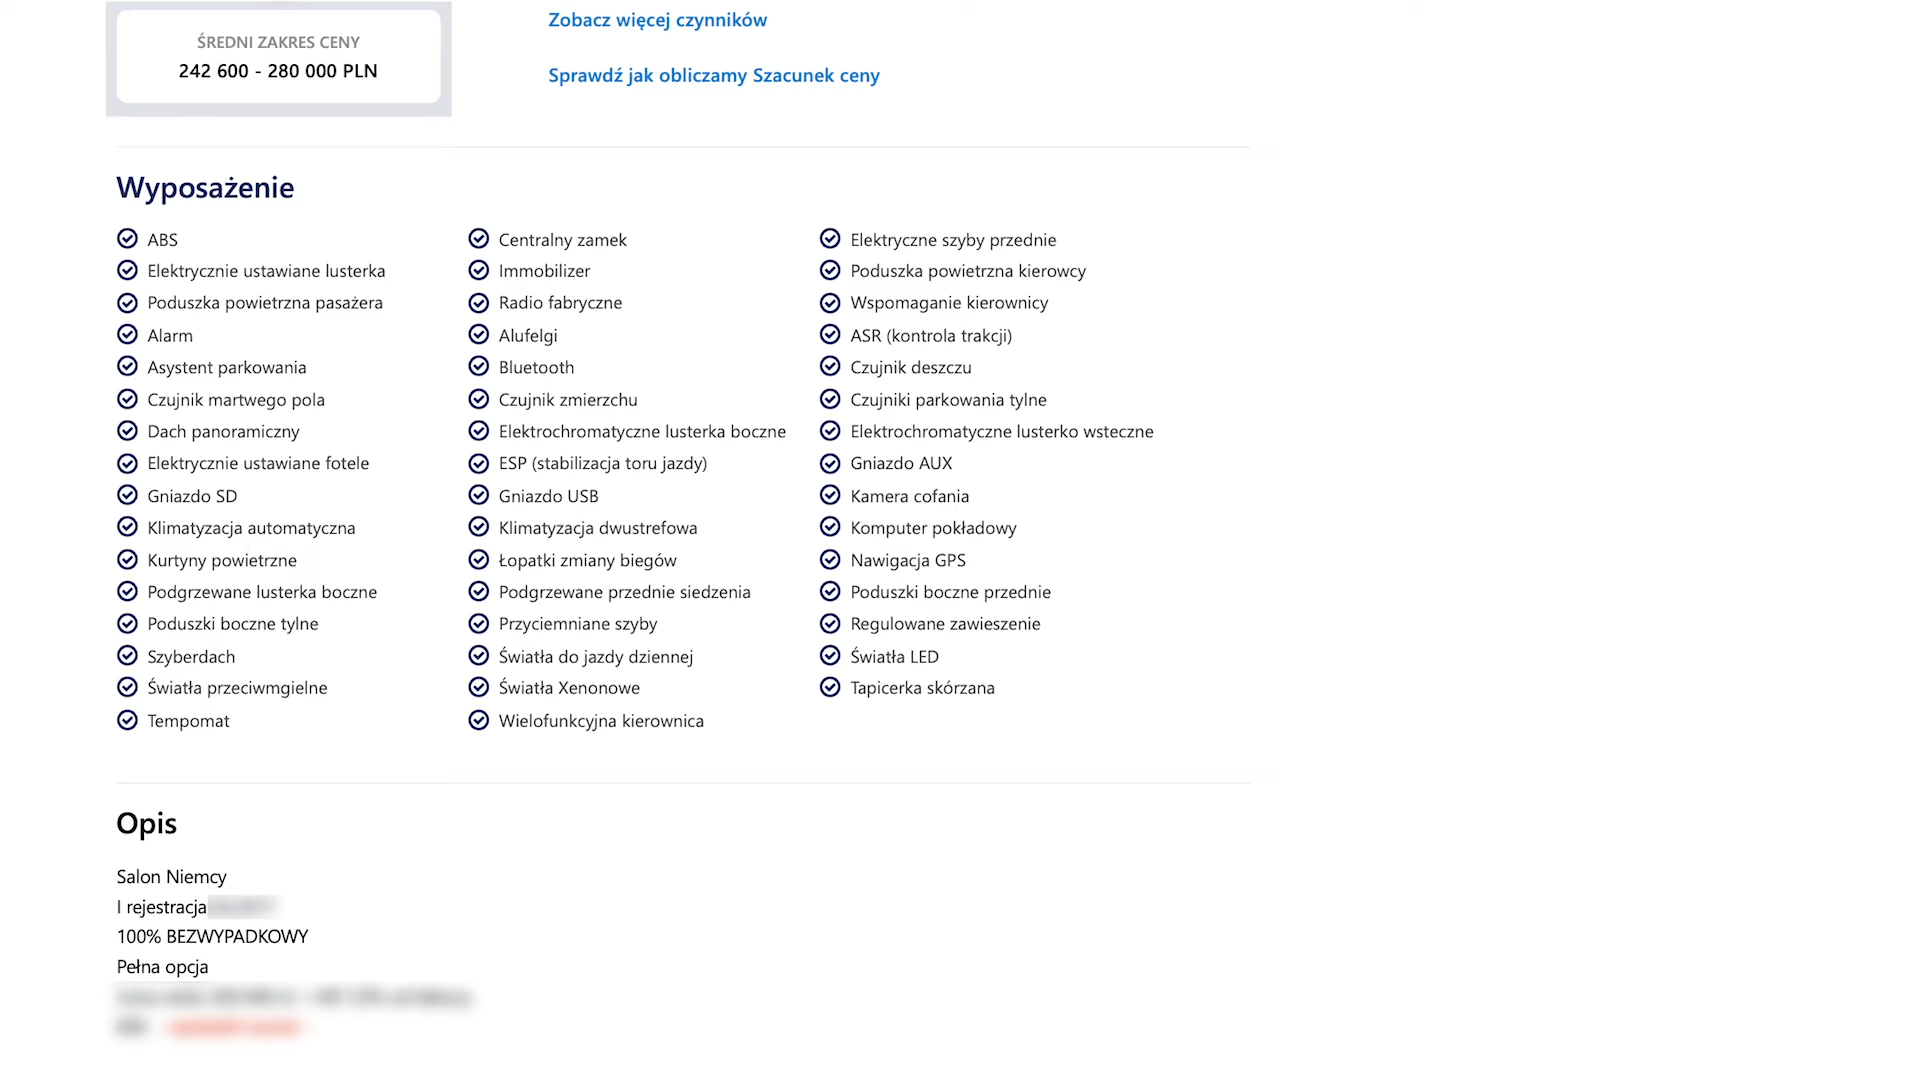 ŚREDNI ZAKRES CENY
242 600 - 280 000 PLN
Zobacz więcej czynników
Sprawdź jak obliczamy Szacunek ceny
Wyposażenie
ABS
Centralny zamek
Elektryczne szyby przednie
Elektrycznie ustawiane lusterka
Immobilizer
Poduszka powietrzna kierowcy
Poduszka powietrzna pasażera
Radio fabryczne
Wspomaganie kierownicy
Alarm
Alufelgi
ASR (kontrola trakcji)
Asystent parkowania
Bluetooth
Czujnik deszczu
Czujnik martwego pola
Czujnik zmierzchu
Czujniki parkowania tylne
Dach panoramiczny
Elektrochromatyczne lusterka boczne
Elektrochromatyczne lusterko wsteczne
Elektrycznie ustawiane fotele
ESP (stabilizacja toru jazdy)
Gniazdo AUX
Gniazdo SD
Gniazdo USB
Kamera cofania
Klimatyzacja automatyczna
Klimatyzacja dwustrefowa
Komputer pokładowy
Kurtyny powietrzne
Łopatki zmiany biegów
Nawigacja GPS
Podgrzewane lusterka boczne
Podgrzewane przednie siedzenia
Poduszki boczne przednie
Poduszki boczne tylne
Przyciemniane szyby
Regulowane zawieszenie
Szyberdach
Światła do jazdy dziennej
Światła LED
Światła przeciwmgielne
Światła Xenonowe
Tapicerka skórzana
Tempomat
Wielofunkcyjna kierownica
Opis
Salon Niemcy
I rejestracja
100% BEZWYPADKOWY
Pełna opcja